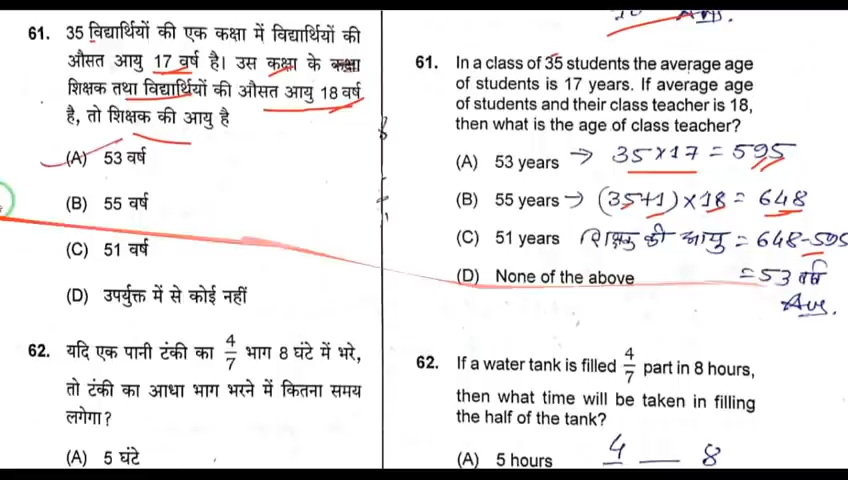 Ans.
61. 35 विद्यार्थियों की एक कक्षा में विद्यार्थियों की
औसत आयु 17 वर्ष है। उस कक्षा के कक्षा
शिक्षक तथा विद्यार्थियों की औसत आयु 18 वर्ष
है, तो शिक्षक की आयु है
(A) 53 वर्ष
(B) 55 वर्ष
(C) 51 वर्ष
(D) उपर्युक्त में से कोई नहीं
62. यदि एक पानी टंकी का 4/7 भाग 8 घंटे में भरे,
तो टंकी का आधा भाग भरने में कितना समय
लगेगा?
(A) 5 घंटे
61. In a class of 35 students the average age
of students is 17 years. If average age
of students and their class teacher is 18,
then what is the age of class teacher?
(A) 53 years → 35×17 = 595
(B) 55 years → (35+1)×18 = 648
(C) 51 years शिक्षक की आयु = 648-595
(D) None of the above = 53 वर्ष
Ans.
62. If a water tank is filled 4/7 part in 8 hours,
then what time will be taken in filling
the half of the tank?
(A) 5 hours 4 — 8